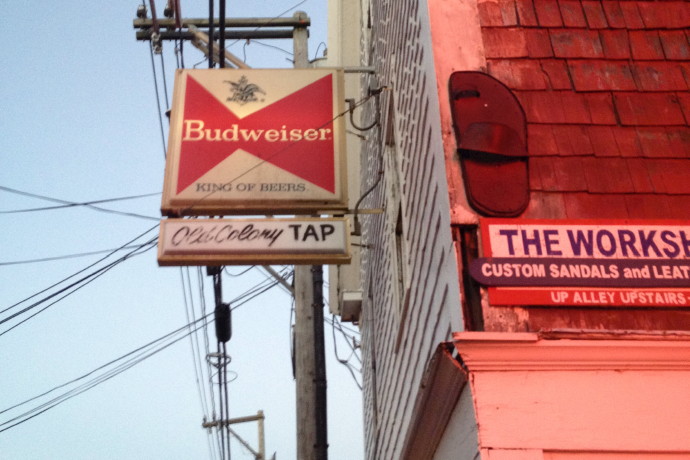 Budweiser
KING OF BEERS.
Old Colony TAP
THE WORKSH
CUSTOM SANDALS and LEAT
UP ALLEY UPSTAIRS